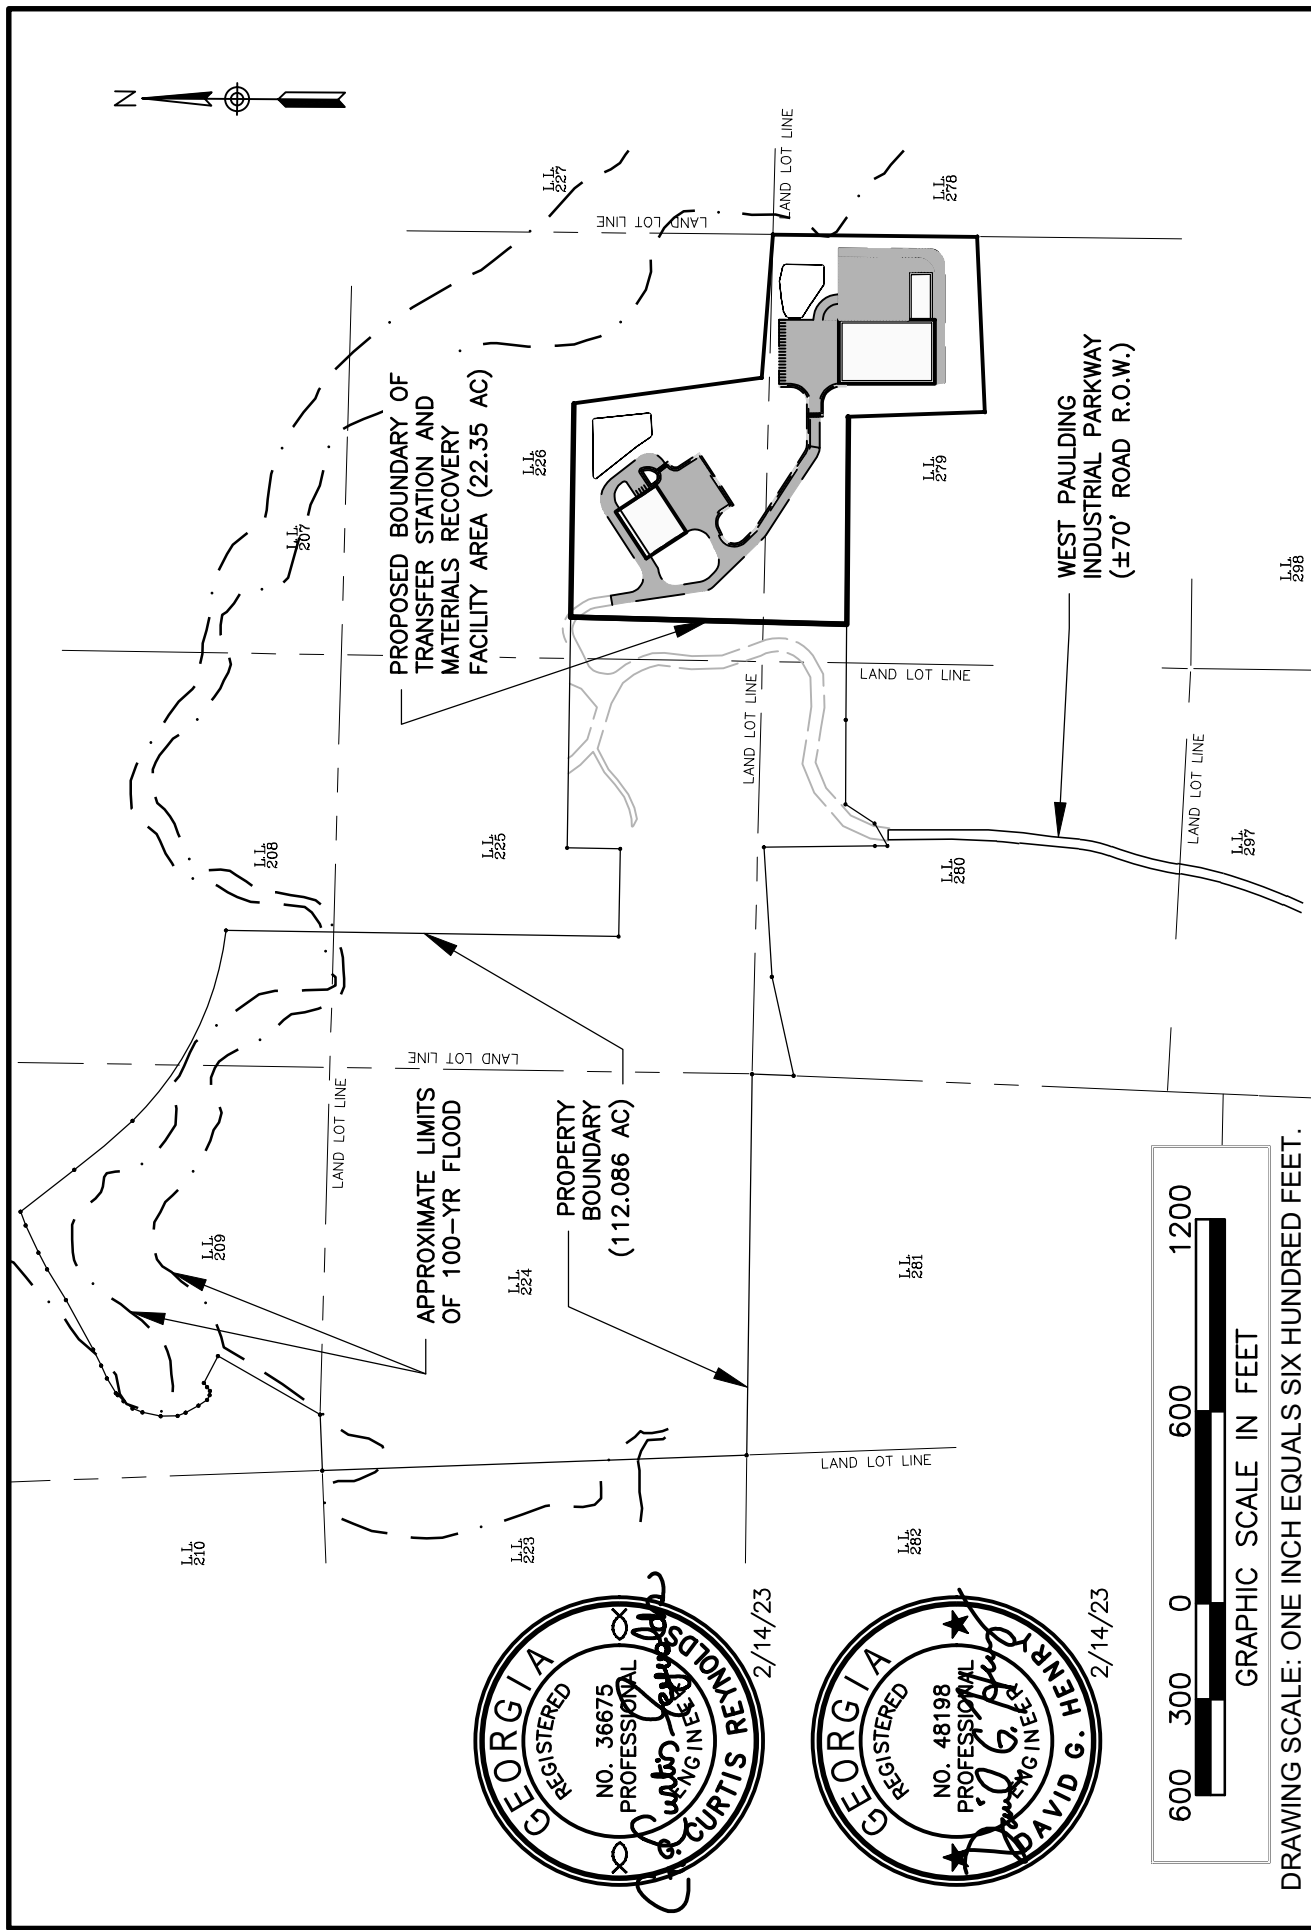 N
L.L.
227
LAND LOT LINE
LAND LOT LINE
L.L.
278
PROPOSED BOUNDARY OF
TRANSFER STATION AND
MATERIALS RECOVERY
FACILITY AREA (22.35 AC)
L.L.
207
L.L.
226
L.L.
279
WEST PAULDING
INDUSTRIAL PARKWAY
(±70' ROAD R.O.W.)
L.L.
298
LAND LOT LINE
LAND LOT LINE
LAND LOT LINE
L.L.
208
L.L.
225
L.L.
280
L.L.
297
LAND LOT LINE
LAND LOT LINE
APPROXIMATE LIMITS
OF 100-YR FLOOD
PROPERTY
BOUNDARY
(112.086 AC)
L.L.
209
L.L.
224
L.L.
281
LAND LOT LINE
L.L.
210
L.L.
223
L.L.
282
GEORGIA
REGISTERED
NO. 36675
PROFESSIONAL
ENGINEER
G. CURTIS REYNOLDS
2/14/23
GEORGIA
REGISTERED
NO. 48198
PROFESSIONAL
ENGINEER
DAVID G. HENRY
2/14/23
600 300 0 600 1200
GRAPHIC SCALE IN FEET
DRAWING SCALE: ONE INCH EQUALS SIX HUNDRED FEET.